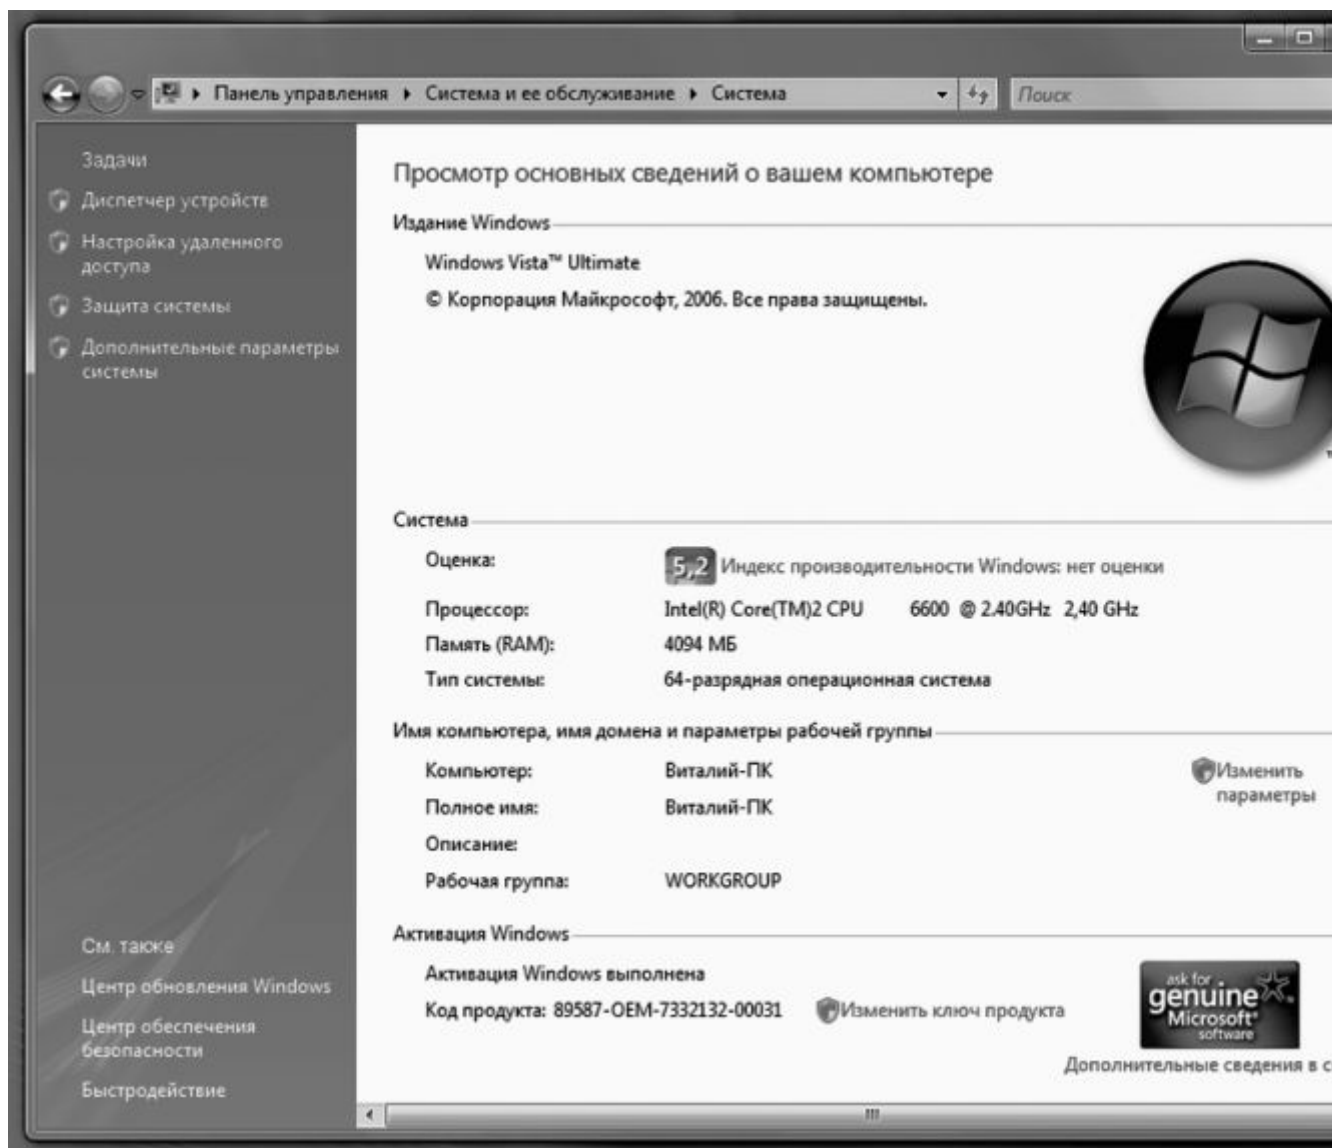 Панель управления
Система и ее обслуживание
Система
Поиск
Задачи
Диспетчер устройств
Настройка удаленного
доступа
Защита системы
Дополнительные параметры
системы
См. также
Центр обновления Windows
Центр обеспечения
безопасности
Быстродействие
Просмотр основных сведений о вашем компьютере
Издание Windows
Windows Vista™ Ultimate
© Корпорация Майкрософт, 2006. Все права защищены.
Система
Оценка: 5,2 Индекс производительности Windows: нет оценки
Процессор: Intel(R) Core(TM)2 CPU 6600 @ 2.40GHz 2,40 GHz
Память (RAM): 4094 МБ
Тип системы: 64-разрядная операционная система
Имя компьютера, имя домена и параметры рабочей группы
Компьютер: Виталий-ПК
Изменить
параметры
Полное имя: Виталий-ПК
Описание:
Рабочая группа: WORKGROUP
Активация Windows
Активация Windows выполнена
Код продукта: 89587-OEM-7332132-00031 Изменить ключ продукта
ask for
genuine
Microsoft®
software
Дополнительные сведения в с